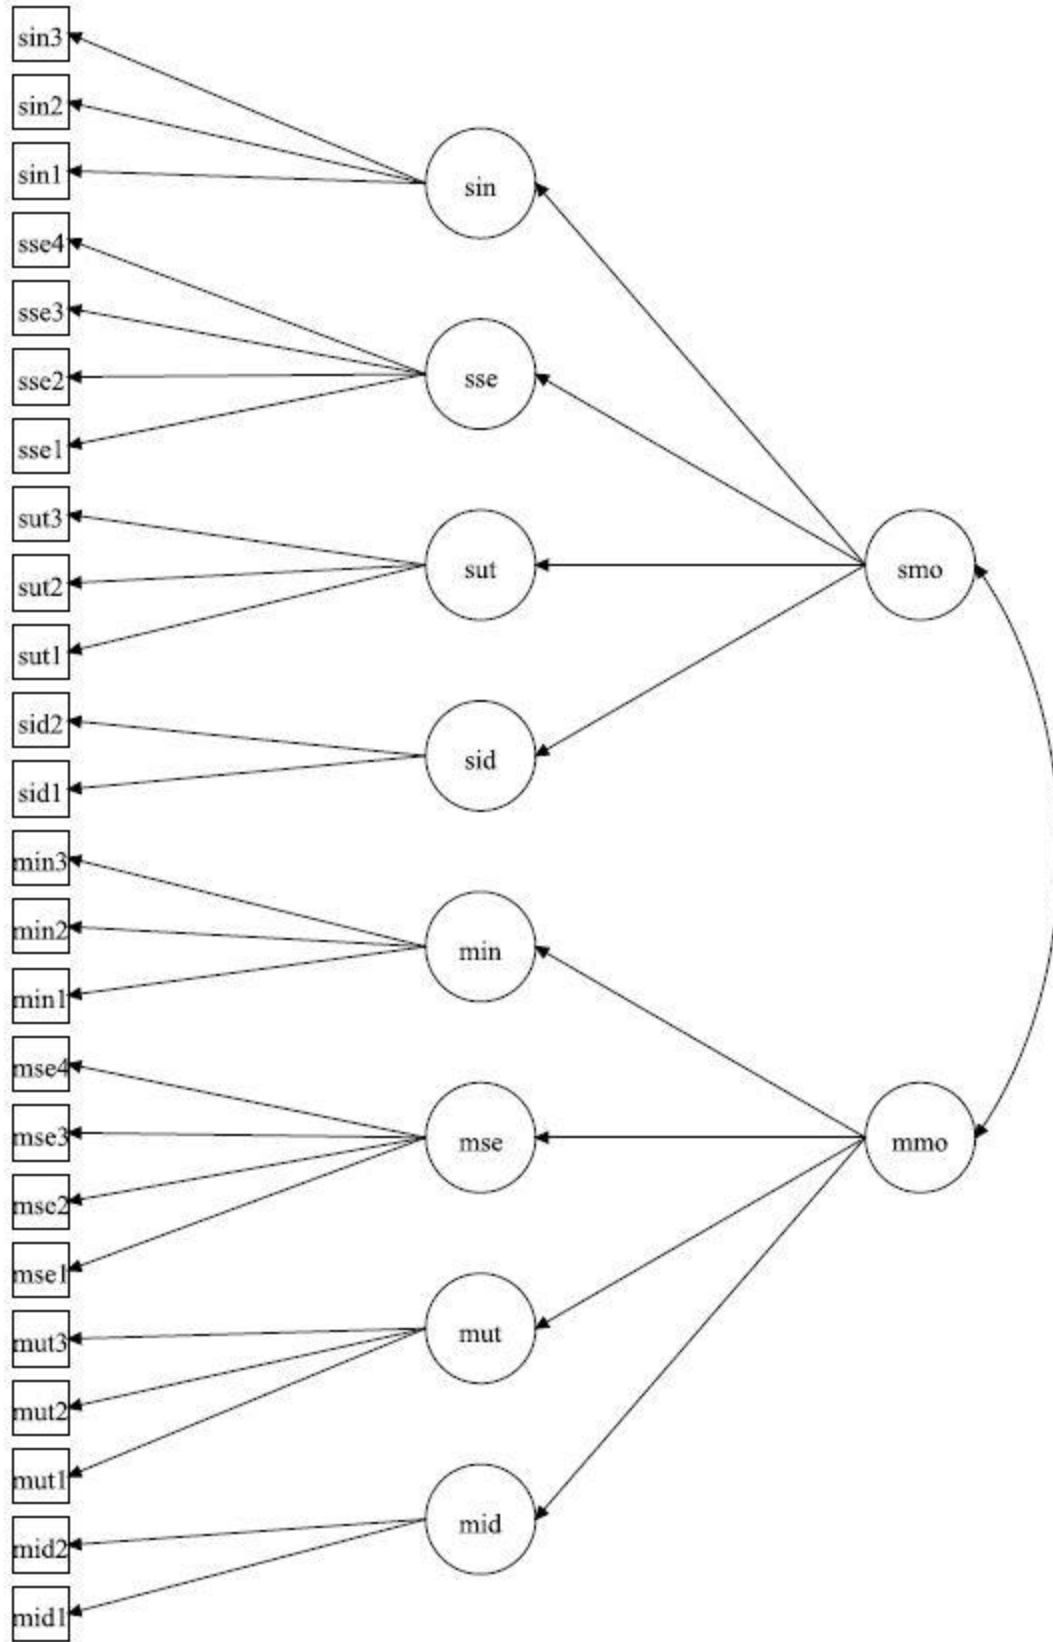 sin3
sin2
sin1
sse4
sse3
sse2
sse1
sut3
sut2
sut1
sid2
sid1
min3
min2
min1
mse4
mse3
mse2
mse1
mut3
mut2
mut1
mid2
mid1
sin
sse
sut
sid
min
mse
mut
mid
smo
mmo